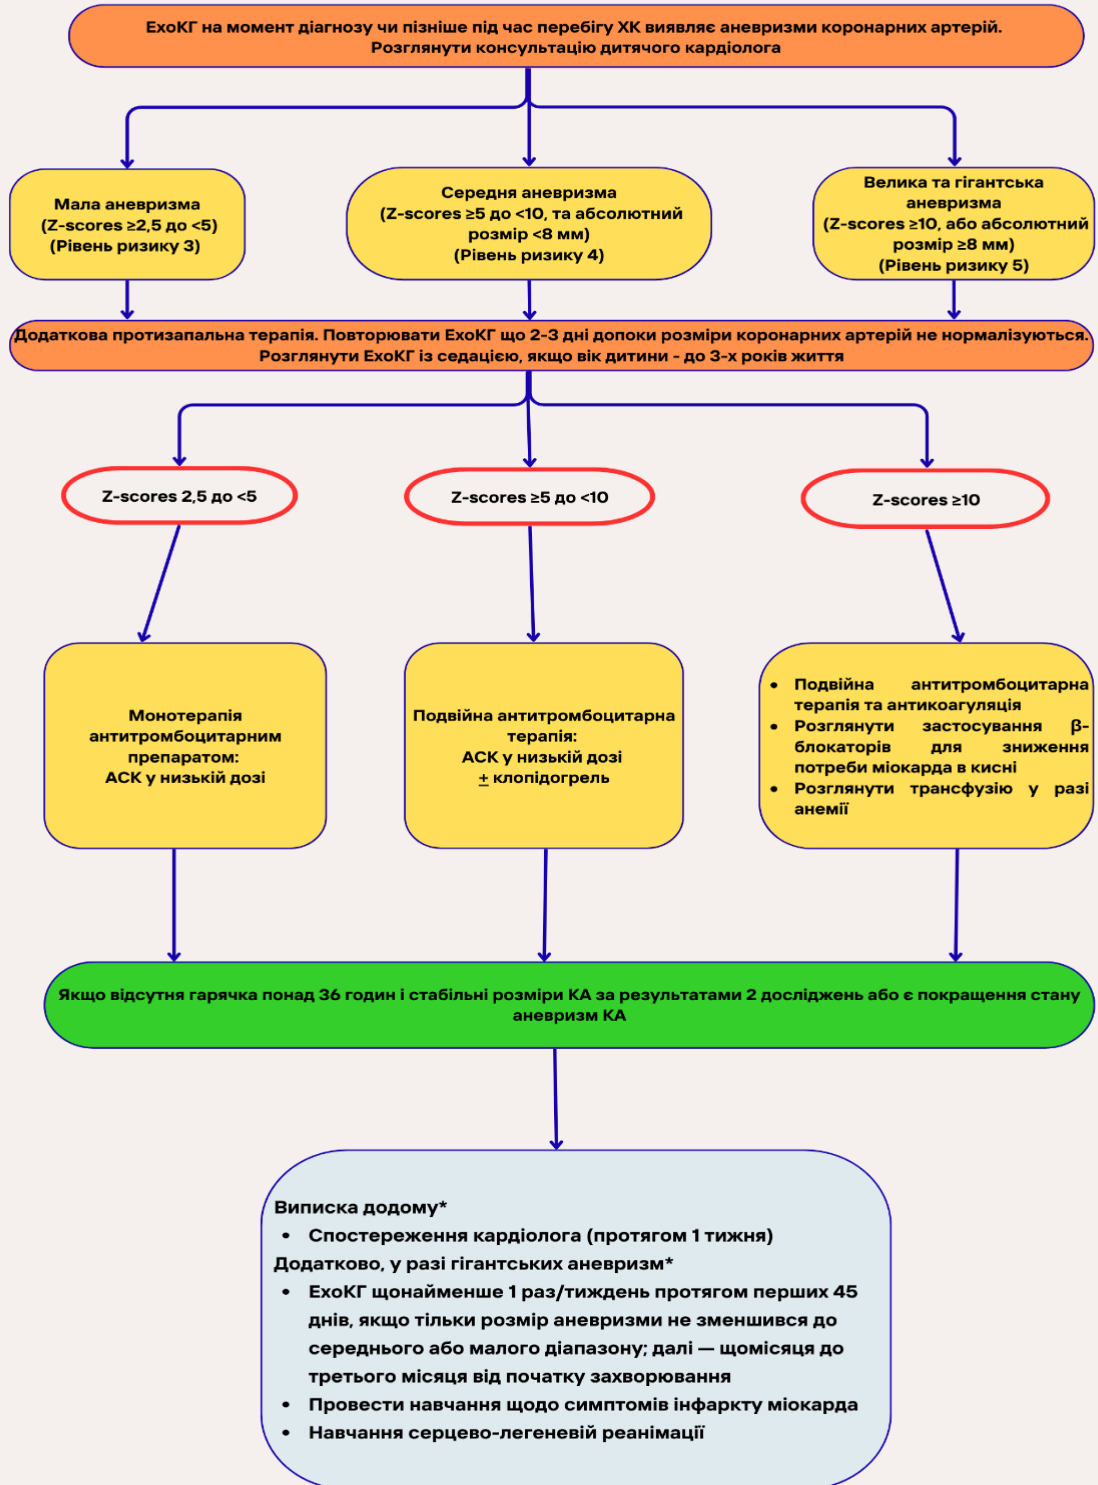 ЕхоКГ на момент діагнозу чи пізніше під час перебігу ХК виявляє аневризми коронарних артерій.
Розглянути консультацію дитячого кардіолога
Мала аневризма
(Z-scores ≥2,5 до <5)
(Рівень ризику 3)
Середня аневризма
(Z-scores ≥5 до <10, та абсолютний
розмір <8 мм)
(Рівень ризику 4)
Велика та гігантська
аневризма
(Z-scores ≥10, або абсолютний
розмір ≥8 мм)
(Рівень ризику 5)
Додаткова протизапальна терапія. Повторювати ЕхоКГ що 2-3 дні допоки розміри коронарних артерій не нормалізуються.
Розглянути ЕхоКГ із седацією, якщо вік дитини - до 3-х років життя
Z-scores 2,5 до <5
Z-scores ≥5 до <10
Z-scores ≥10
Монотерапія
антитромбоцитарним
препаратом:
АСК у низькій дозі
Подвійна антитромбоцитарна
терапія:
АСК у низькій дозі
± клопідогрель
• Подвійна антитромбоцитарна
терапія та антикоагуляція
• Розглянути застосування β-
блокаторів для зниження
потреби міокарда в кисні
• Розглянути трансфузію у разі
анемії
Якщо відсутня гарячка понад 36 годин і стабільні розміри КА за результатами 2 досліджень або є покращення стану
аневризм КА
Виписка додому*
• Спостереження кардіолога (протягом 1 тижня)
Додатково, у разі гігантських аневризм*
• ЕхоКГ щонайменше 1 раз/тиждень протягом перших 45
днів, якщо тільки розмір аневризми не зменшився до
середнього або малого діапазону; далі — щомісяця до
третього місяця від початку захворювання
• Провести навчання щодо симптомів інфаркту міокарда
• Навчання серцево-легеневій реанімації